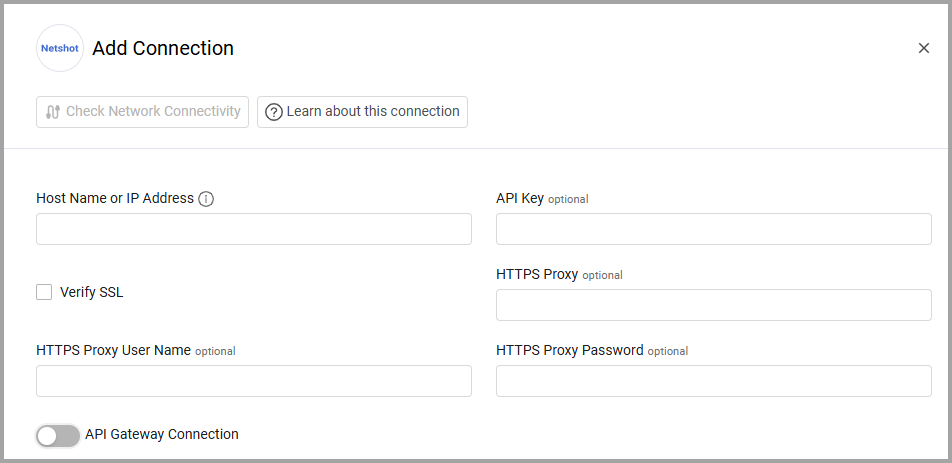 Netshot Add Connection
Check Network Connectivity Learn about this connection
Host Name or IP Address
API Key optional
Verify SSL
HTTPS Proxy optional
HTTPS Proxy User Name optional
HTTPS Proxy Password optional
API Gateway Connection